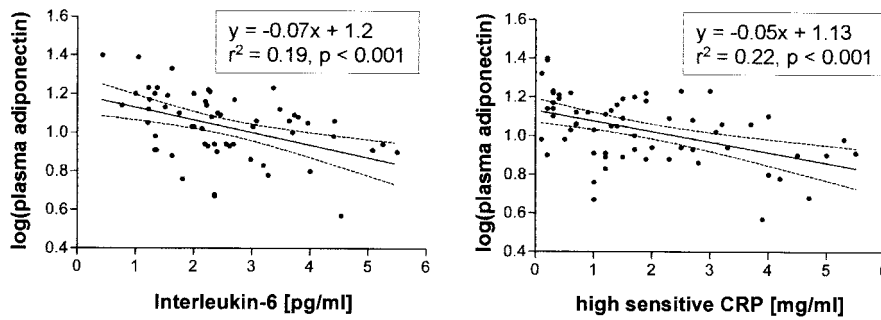 y = -0.07x + 1.2
r² = 0.19, p < 0.001
log(plasma adiponectin)
1.6
1.4
1.2
1.0
0.8
0.6
0.4
0 1 2 3 4 5 6
Interleukin-6 [pg/ml]
y = -0.05x + 1.13
r² = 0.22, p < 0.001
log(plasma adiponectin)
1.6
1.4
1.2
1.0
0.8
0.6
0.4
0 1 2 3 4 5 6
high sensitive CRP [mg/ml]